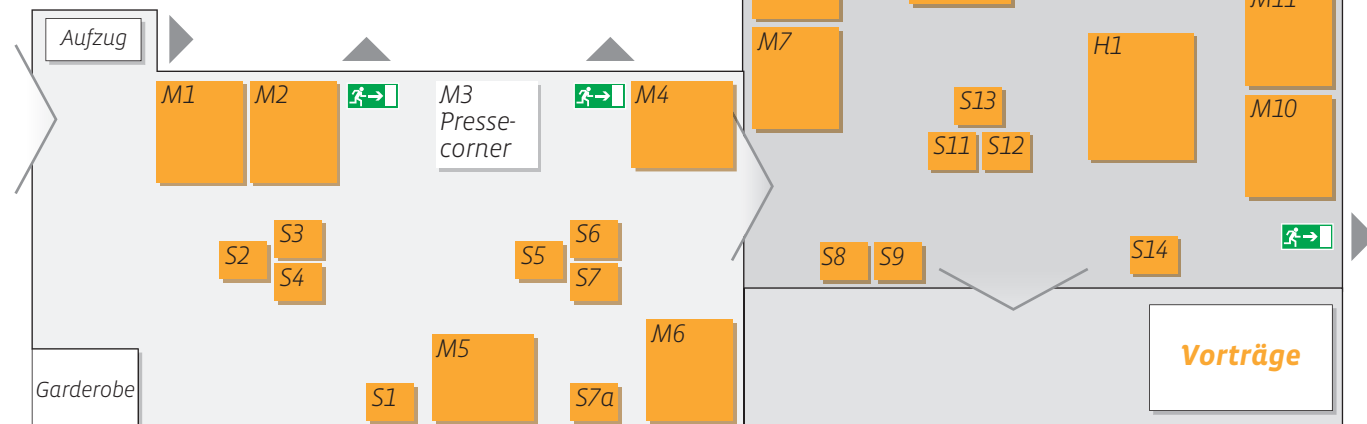 Aufzug
M11
M7
H1
M1
M2
M3
Presse-
corner
M4
S13
M10
S11
S12
S3
S6
S2
S5
S8
S9
S14
S4
S7
M6
M5
Vorträge
Garderobe
S1
S7a